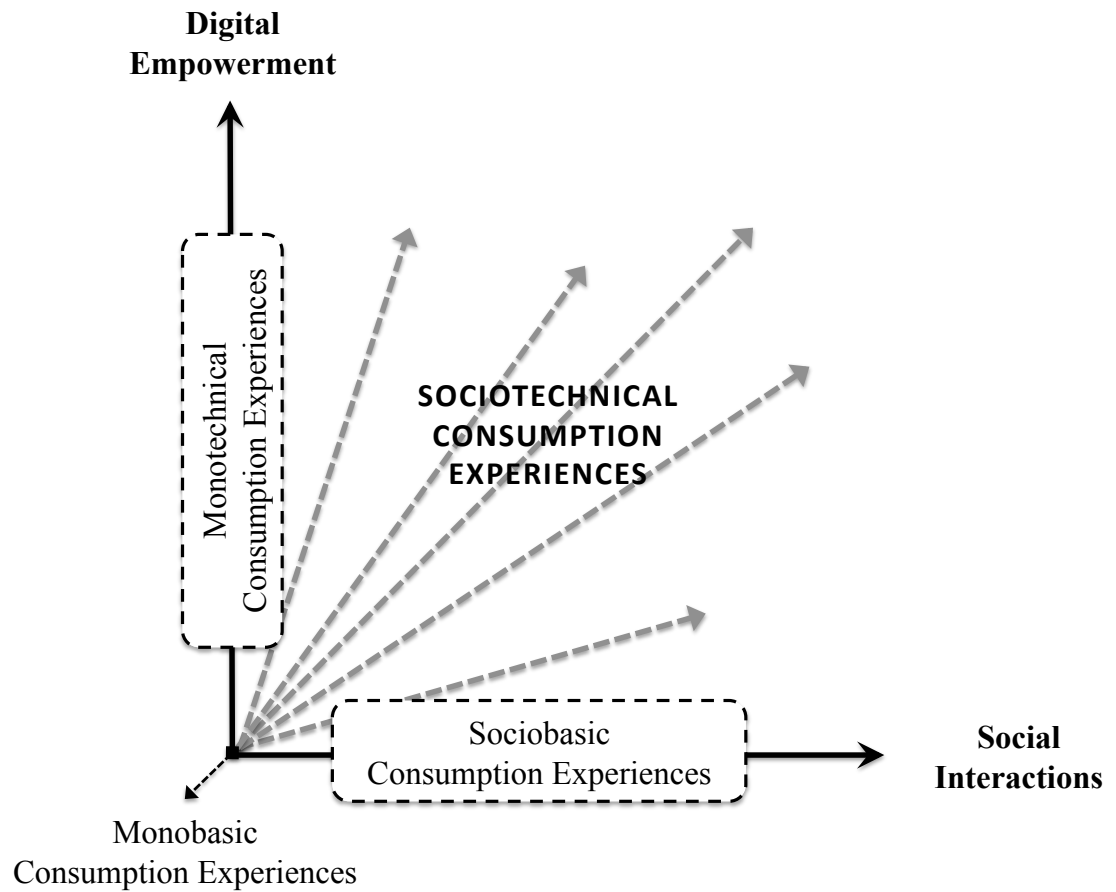 Digital
Empowerment
Monotechnical
Consumption Experiences
SOCIOTECHNICAL
CONSUMPTION
EXPERIENCES
Sociobasic
Consumption Experiences
Social
Interactions
Monobasic
Consumption Experiences